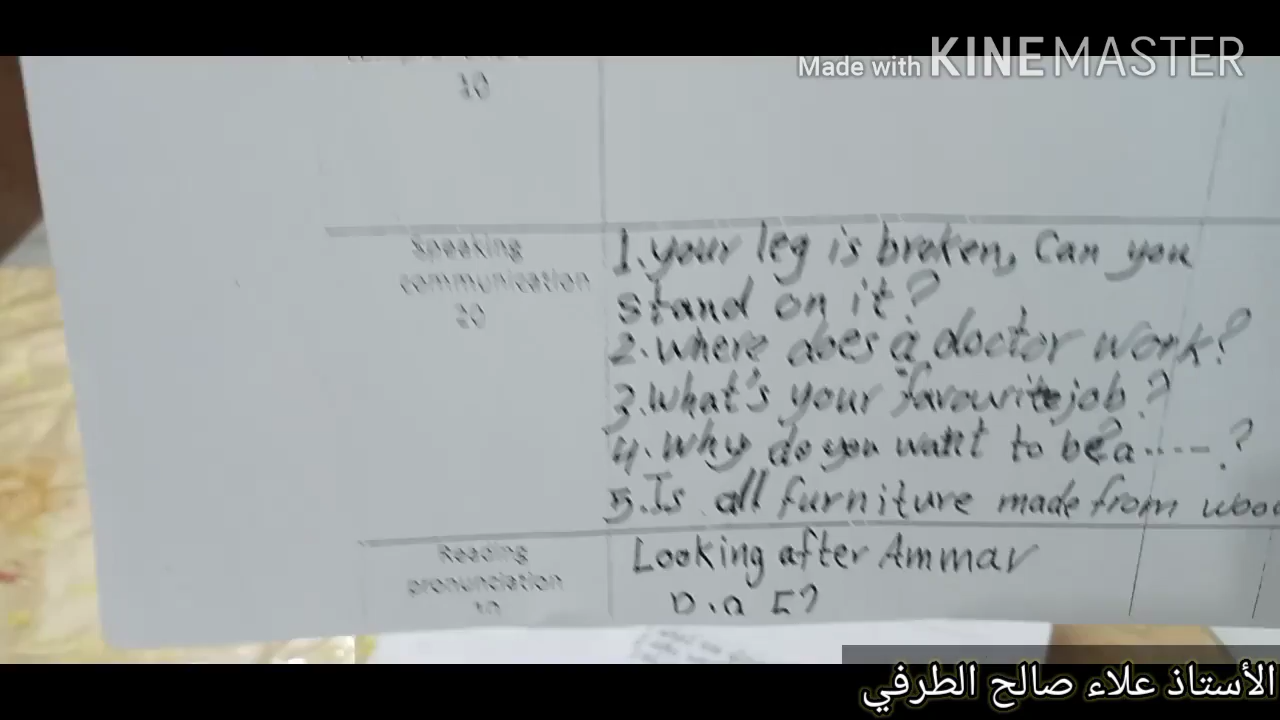 Made with KINEMASTER
10
Speaking
communication
20
1. your leg is broken, Can you
stand on it?
2. where does a doctor work?
3. What's your favourite job?
4. Why do you want to be a ----?
5. Is all furniture made from
Reading
pronunciation
10
Looking after Ammar
الأستاذ علاء صالح الطرفي